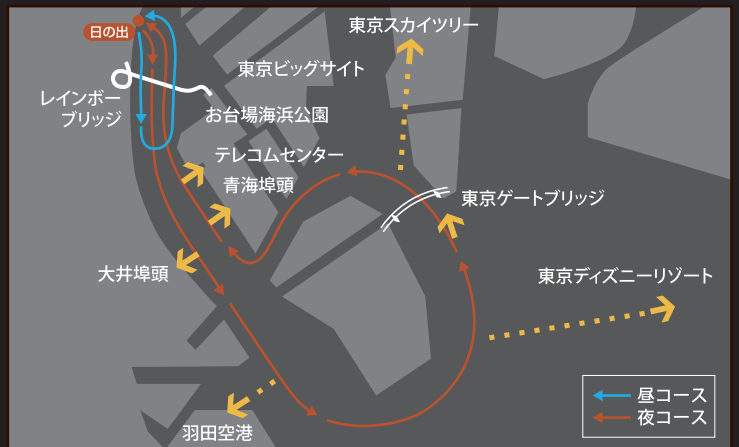 東京スカイツリー
日の出
東京ビッグサイト
レインボー
ブリッジ
お台場海浜公園
テレコムセンター
青海埠頭
東京ゲートブリッジ
大井埠頭
東京ディズニーリゾート
昼コース
夜コース
羽田空港